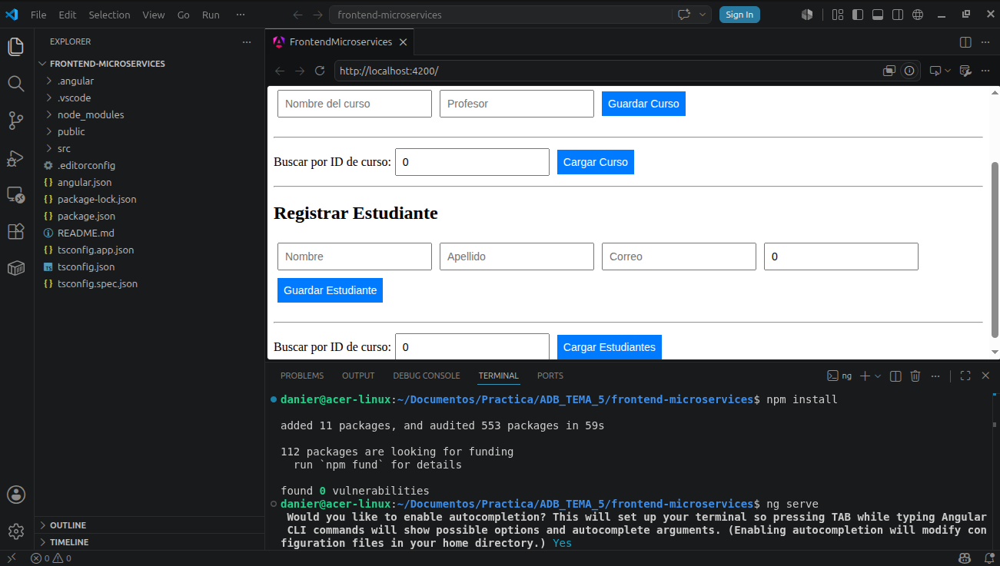 File Edit Selection View Go Run ···
frontend-microservices
Sign In
EXPLORER ···
FRONTEND-MICROSERVICES
.angular
.vscode
node_modules
public
src
.editorconfig
{} angular.json
{} package-lock.json
{} package.json
README.md
{} tsconfig.app.json
TS tsconfig.json
{} tsconfig.spec.json
OUTLINE
TIMELINE
FrontendMicroservices
http://localhost:4200/
Nombre del curso Profesor Guardar Curso
Buscar por ID de curso: 0 Cargar Curso
Registrar Estudiante
Nombre Apellido Correo 0
Guardar Estudiante
Buscar por ID de curso: 0 Cargar Estudiantes
PROBLEMS OUTPUT DEBUG CONSOLE TERMINAL PORTS ng
danier@acer-linux:~/Documentos/Practica/ADB_TEMA_5/frontend-microservices$ npm install
added 11 packages, and audited 553 packages in 59s
112 packages are looking for funding
run `npm fund` for details
found 0 vulnerabilities
danier@acer-linux:~/Documentos/Practica/ADB_TEMA_5/frontend-microservices$ ng serve
Would you like to enable autocompletion? This will set up your terminal so pressing TAB while typing Angular
CLI commands will show possible options and autocomplete arguments. (Enabling autocompletion will modify con
figuration files in your home directory.) Yes
0 0